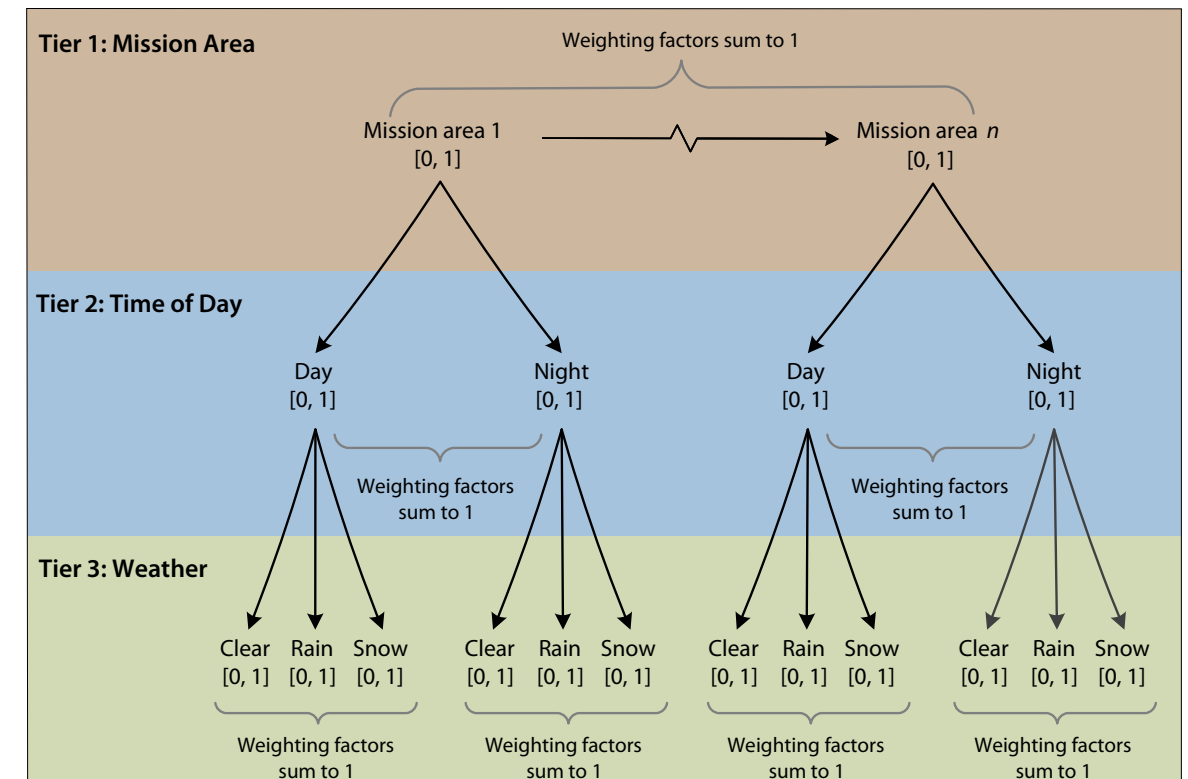 Tier 1: Mission Area
Weighting factors sum to 1
Mission area 1
[0, 1]
Mission area n
[0, 1]
Tier 2: Time of Day
Day
[0, 1]
Night
[0, 1]
Day
[0, 1]
Night
[0, 1]
Weighting factors
sum to 1
Weighting factors
sum to 1
Tier 3: Weather
Clear
[0, 1]
Rain
[0, 1]
Snow
[0, 1]
Clear
[0, 1]
Rain
[0, 1]
Snow
[0, 1]
Clear
[0, 1]
Rain
[0, 1]
Snow
[0, 1]
Clear
[0, 1]
Rain
[0, 1]
Snow
[0, 1]
Weighting factors
sum to 1
Weighting factors
sum to 1
Weighting factors
sum to 1
Weighting factors
sum to 1